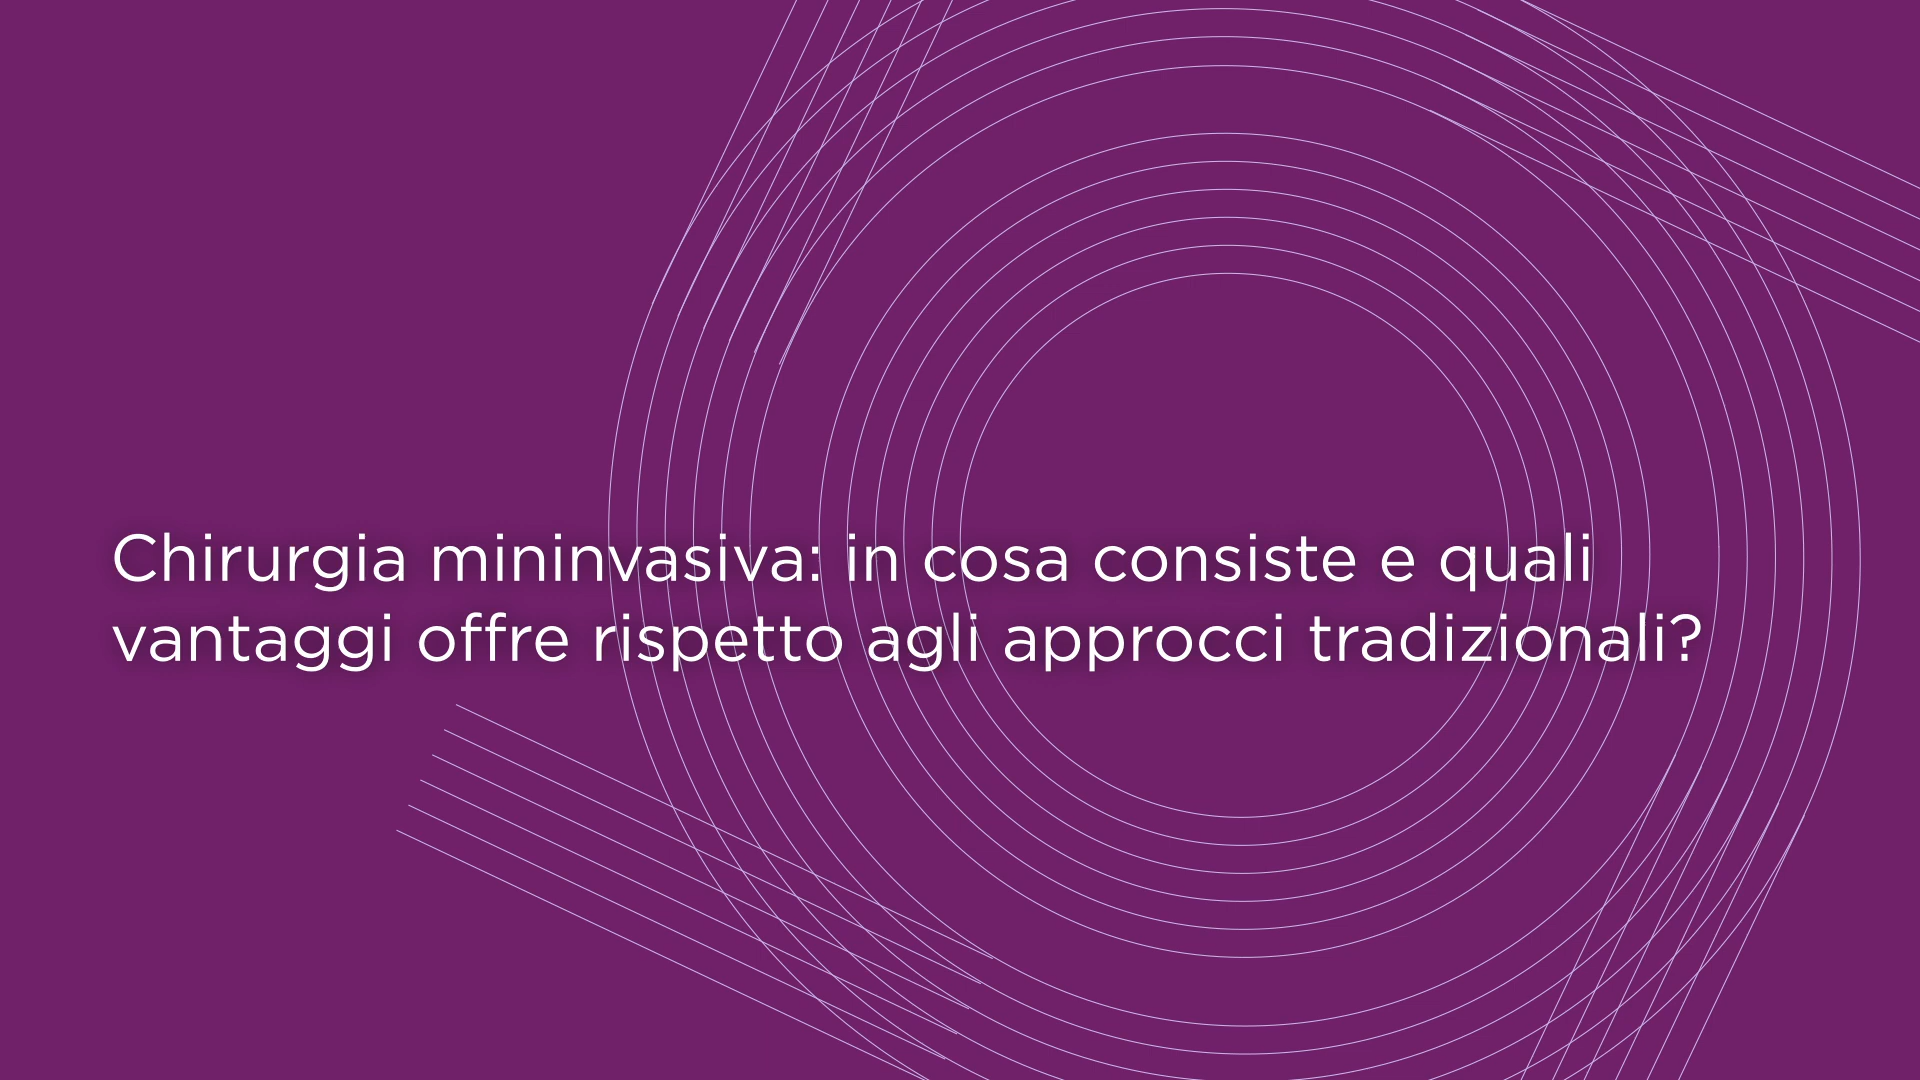 Chirurgia mininvasiva: in cosa consiste e quali
vantaggi offre rispetto agli approcci tradizionali?